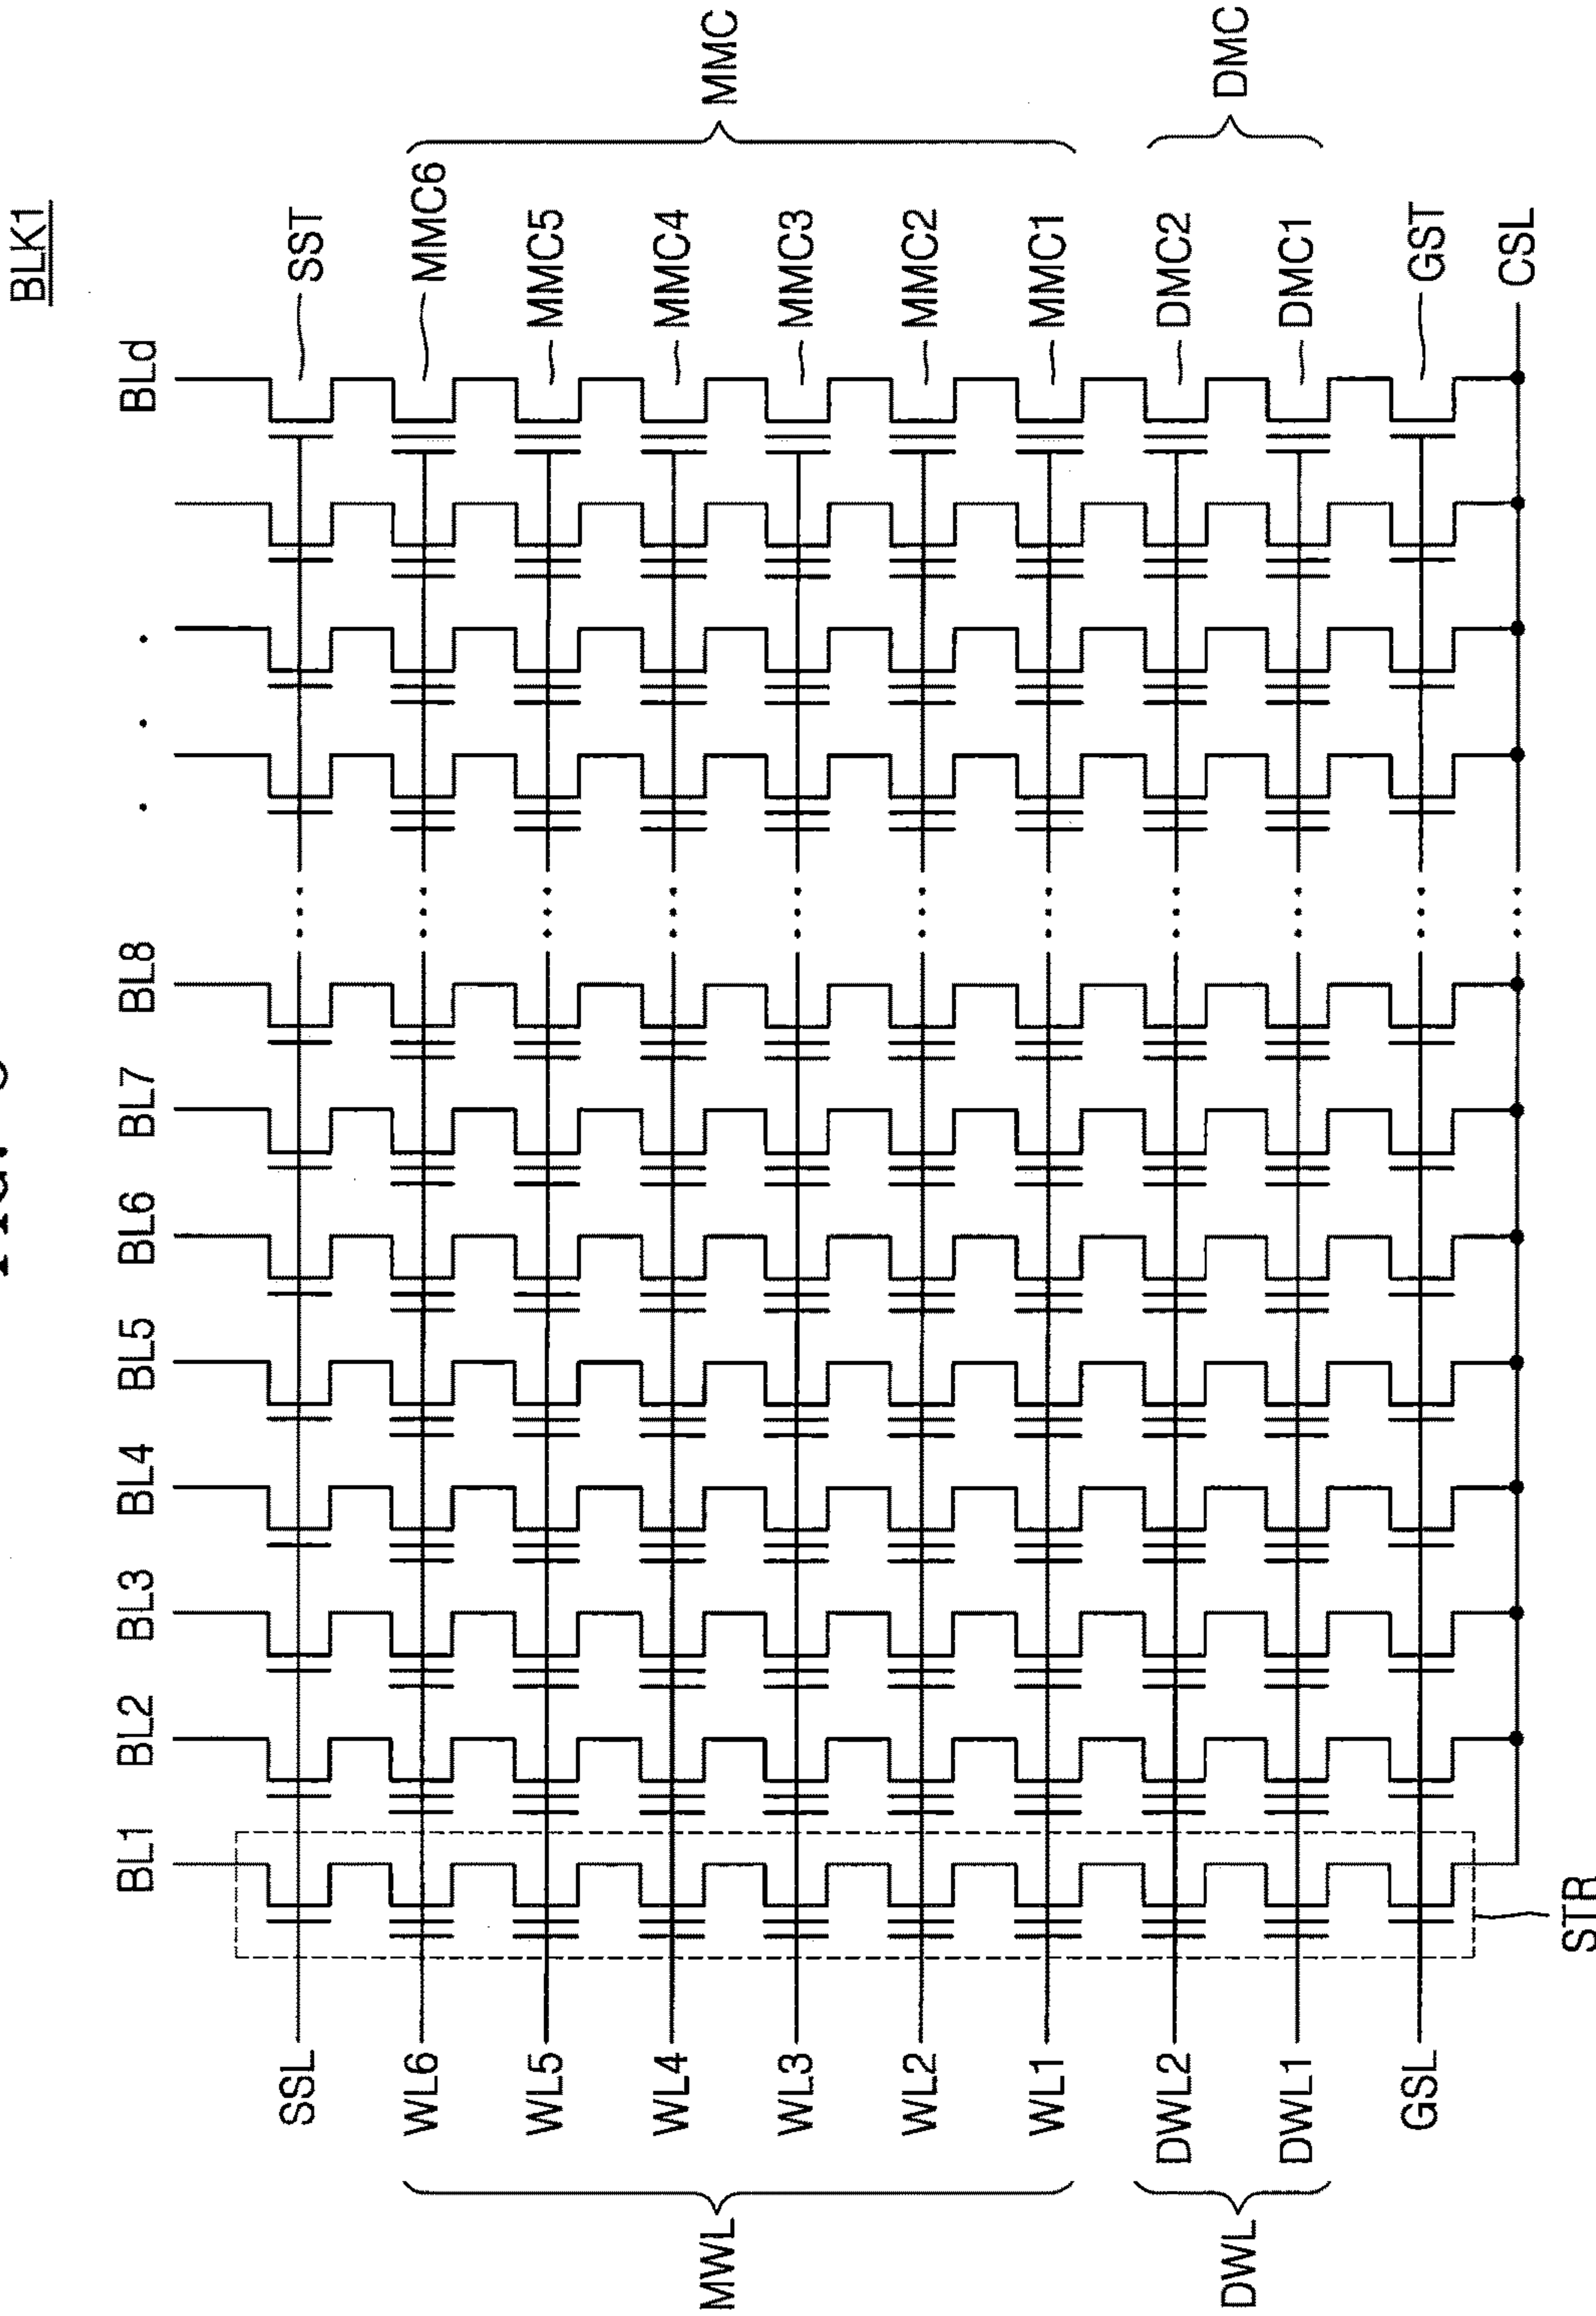 BLK1
BL1
BL2
BL3
BL4
BL5
BL6
BL7
BL8
. . .
BLd
SSL
SST
MWL
WL6
MMC6
WL5
MMC5
WL4
MMC4
WL3
MMC3
WL2
MMC2
WL1
MMC1
MMC
DWL
DWL2
DMC2
DWL1
DMC1
DMC
GSL
GST
CSL
STR